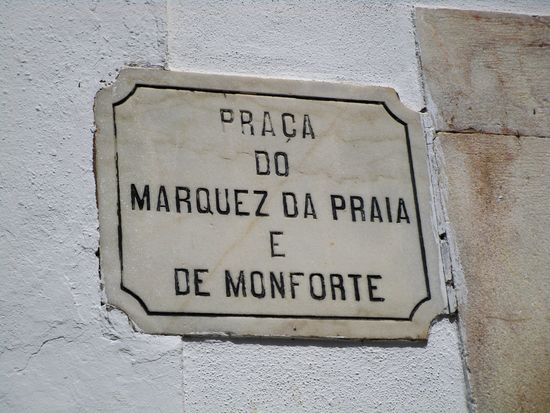 PRAÇA
DO
MARQUEZ DA PRAIA
E
DE MONFORTE